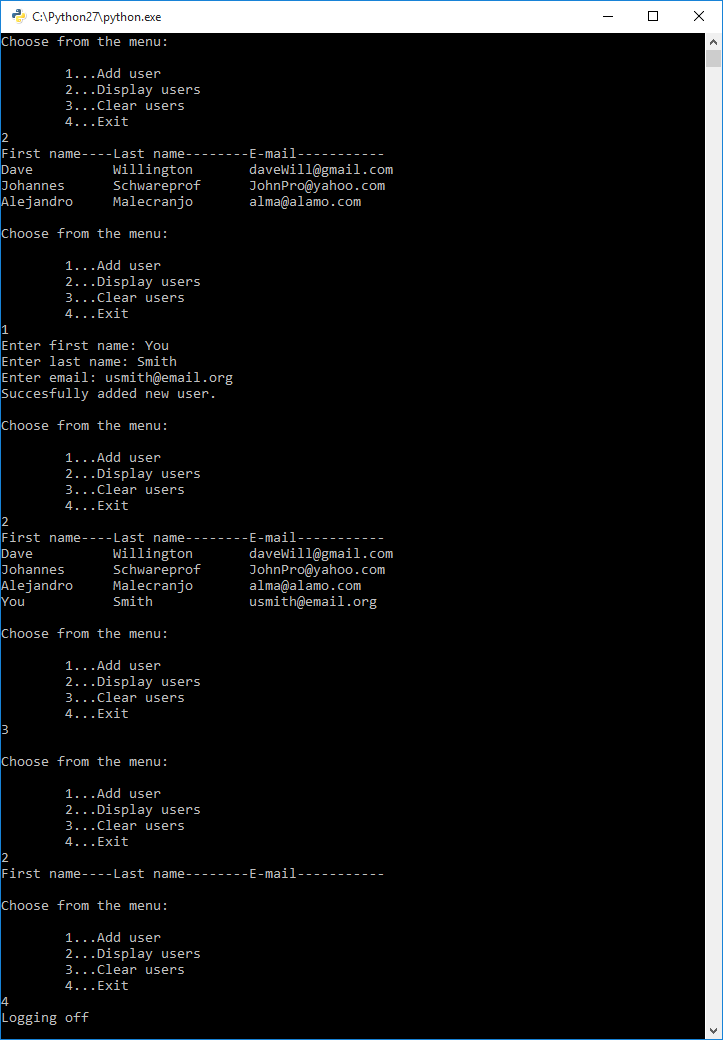 C:\Python27\python.exe
Choose from the menu:
1...Add user
2...Display users
3...Clear users
4...Exit
2
First name----Last name--------E-mail-----------
Dave          Willington       daveWill@gmail.com
Johannes      Schwareprof      JohnPro@yahoo.com
Alejandro     Malecranjo       alma@alamo.com
Choose from the menu:
1...Add user
2...Display users
3...Clear users
4...Exit
1
Enter first name: You
Enter last name: Smith
Enter email: usmith@email.org
Succesfully added new user.
Choose from the menu:
1...Add user
2...Display users
3...Clear users
4...Exit
2
First name----Last name--------E-mail-----------
Dave          Willington       daveWill@gmail.com
Johannes      Schwareprof      JohnPro@yahoo.com
Alejandro     Malecranjo       alma@alamo.com
You           Smith            usmith@email.org
Choose from the menu:
1...Add user
2...Display users
3...Clear users
4...Exit
3
Choose from the menu:
1...Add user
2...Display users
3...Clear users
4...Exit
2
First name----Last name--------E-mail-----------
Choose from the menu:
1...Add user
2...Display users
3...Clear users
4...Exit
4
Logging off